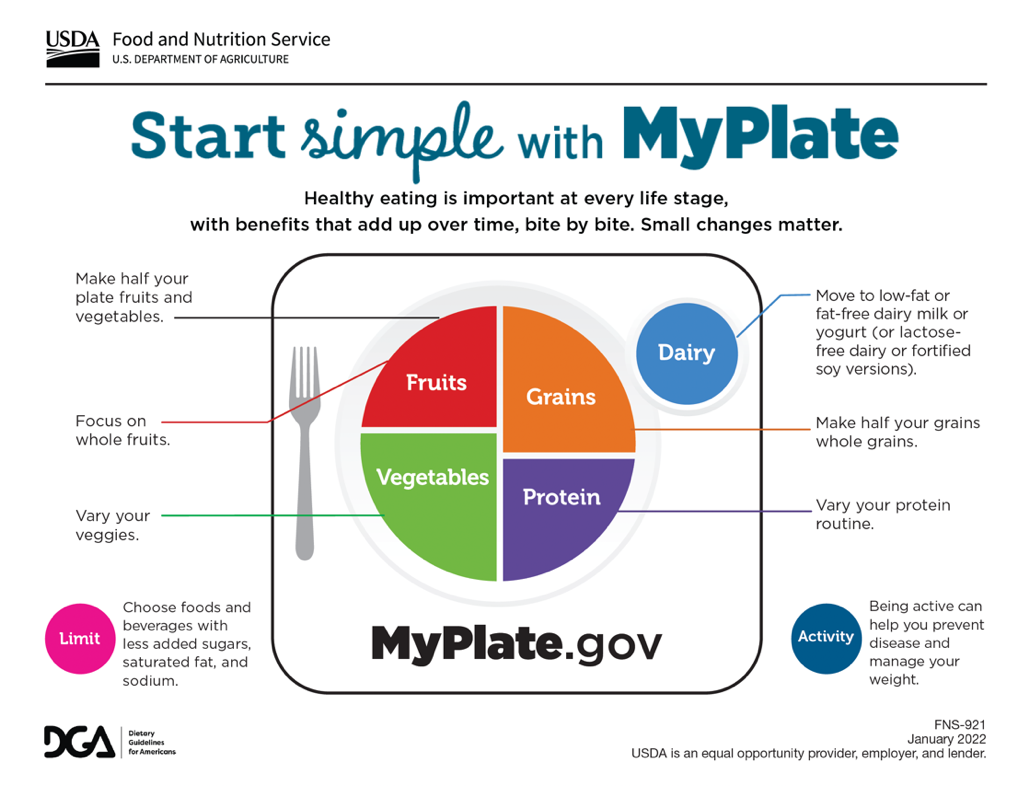 USDA
Food and Nutrition Service
U.S. DEPARTMENT OF AGRICULTURE
Start simple with MyPlate
Healthy eating is important at every life stage,
with benefits that add up over time, bite by bite. Small changes matter.
Make half your
plate fruits and
vegetables.
Focus on
whole fruits.
Vary your
veggies.
Fruits
Grains
Vegetables
Protein
Dairy
Move to low-fat or
fat-free dairy milk or
yogurt (or lactose-
free dairy or fortified
soy versions).
Make half your grains
whole grains.
Vary your protein
routine.
Limit
Choose foods and
beverages with
less added sugars,
saturated fat, and
sodium.
MyPlate.gov
Activity
Being active can
help you prevent
disease and
manage your
weight.
DGA
Dietary
Guidelines
for Americans
FNS-921
January 2022
USDA is an equal opportunity provider, employer, and lender.